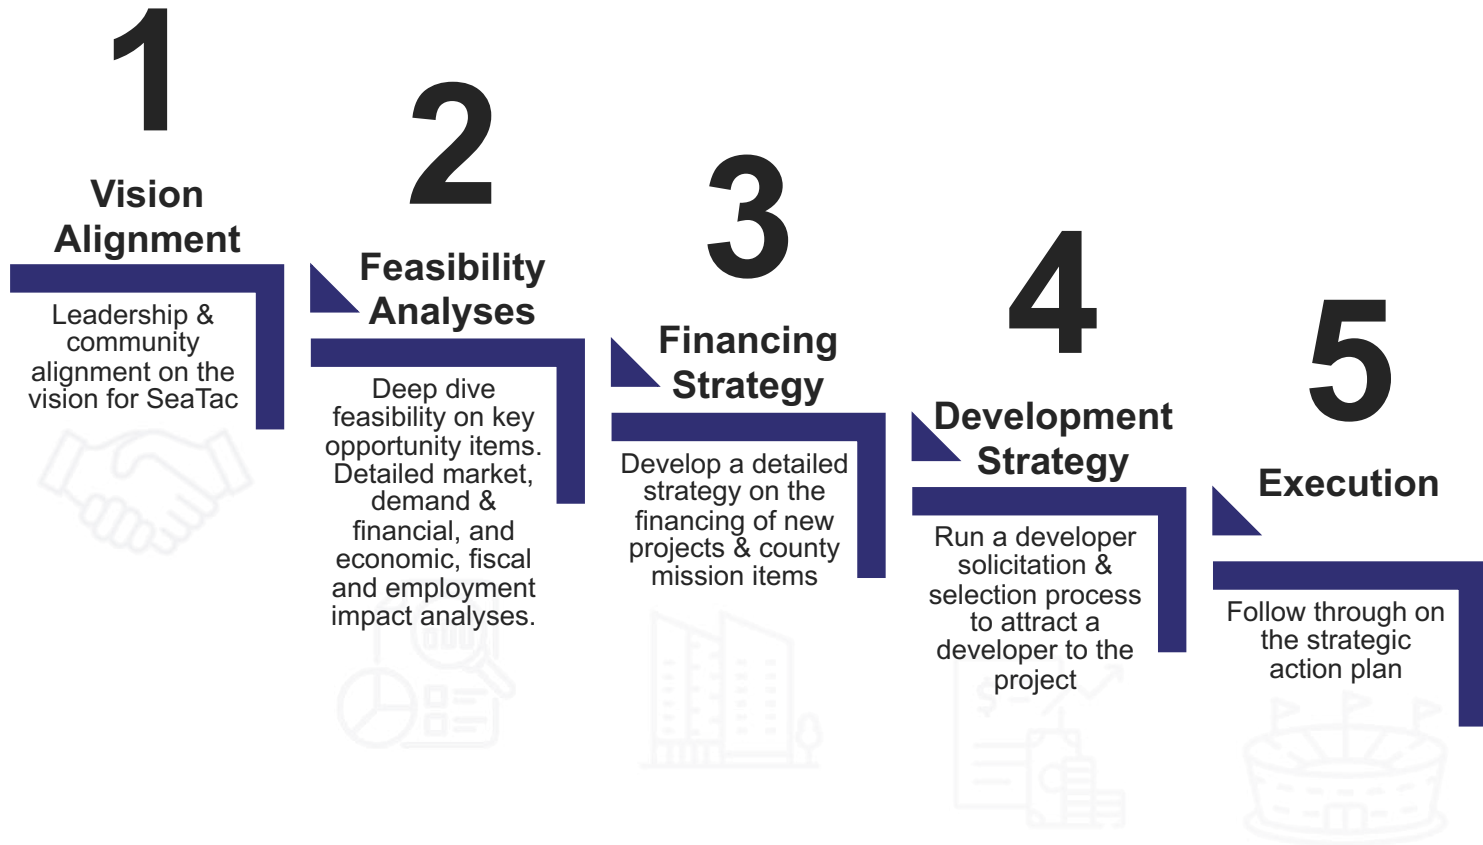 1
Vision
Alignment
Leadership &
community
alignment on the
vision for SeaTac
2
Feasibility
Analyses
Deep dive
feasibility on key
opportunity items.
Detailed market,
demand &
financial, and
economic, fiscal
and employment
impact analyses.
3
Financing
Strategy
Develop a detailed
strategy on the
financing of new
projects & county
mission items
4
Development
Strategy
Run a developer
solicitation &
selection process
to attract a
developer to the
project
$
5
Execution
Follow through on
the strategic
action plan